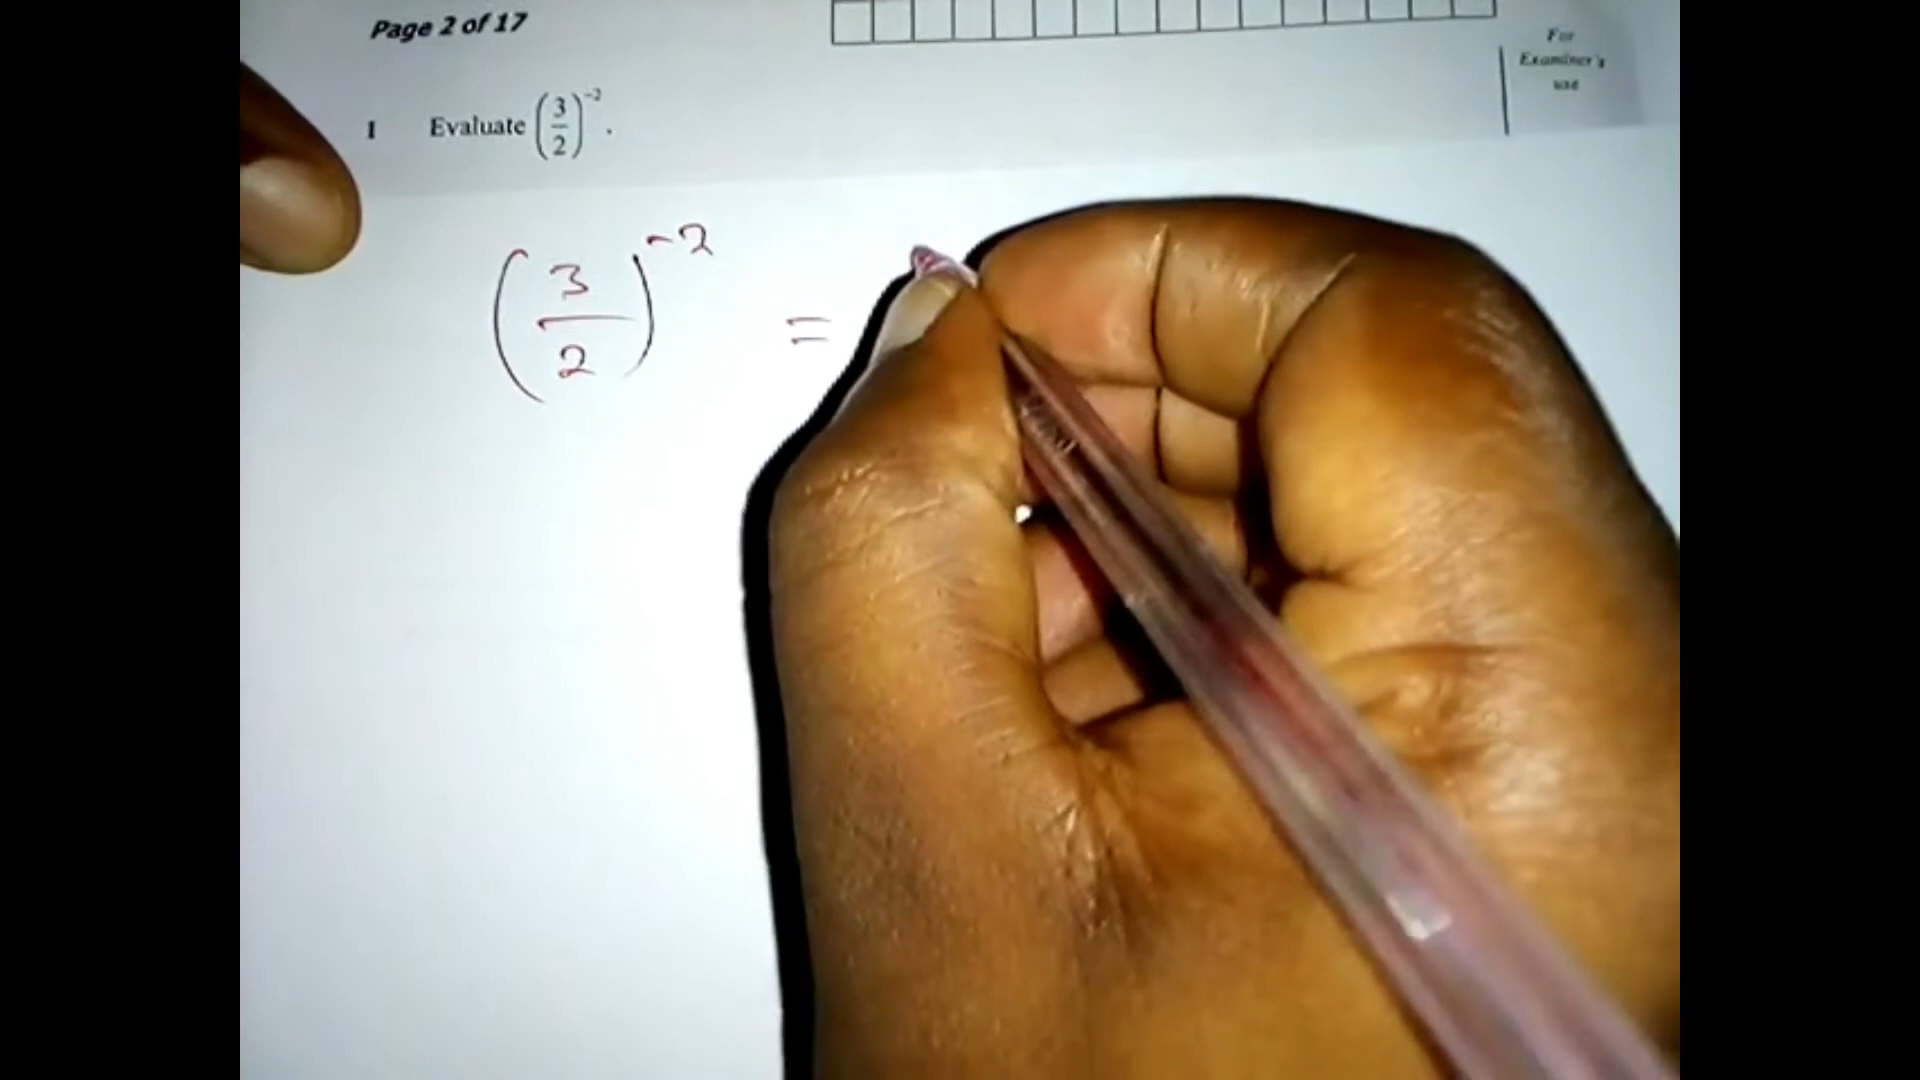 Page 2 of 17
For
Examiner's
use
1 Evaluate (3/2)^-2 .
(3/2)^-2 =